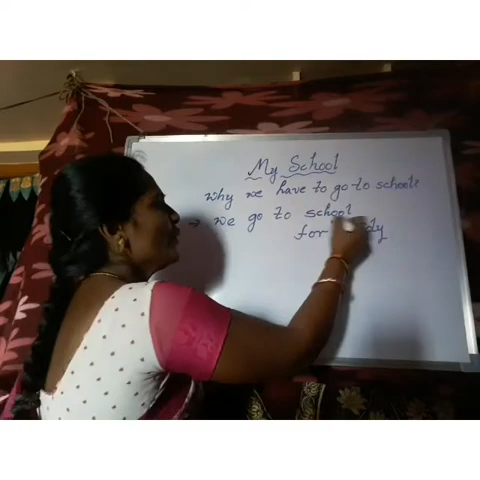 My School
Why we have to go to school?
→ we go to school
for